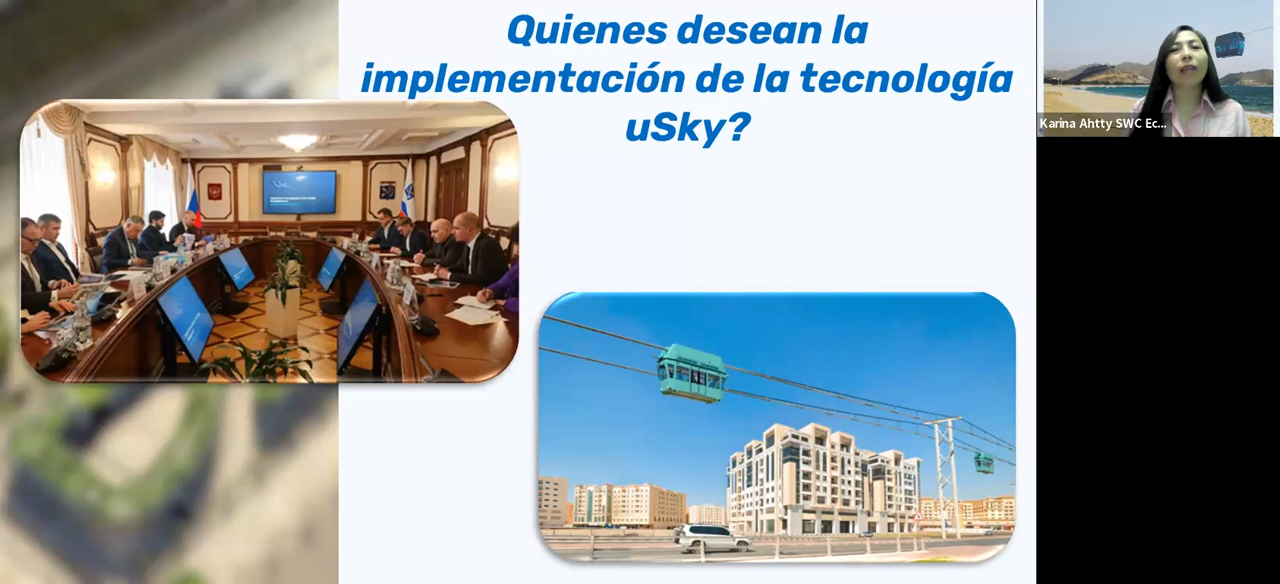 Quienes desean la
implementación de la tecnología
uSky?
Karina Ahtty SWC Ec...